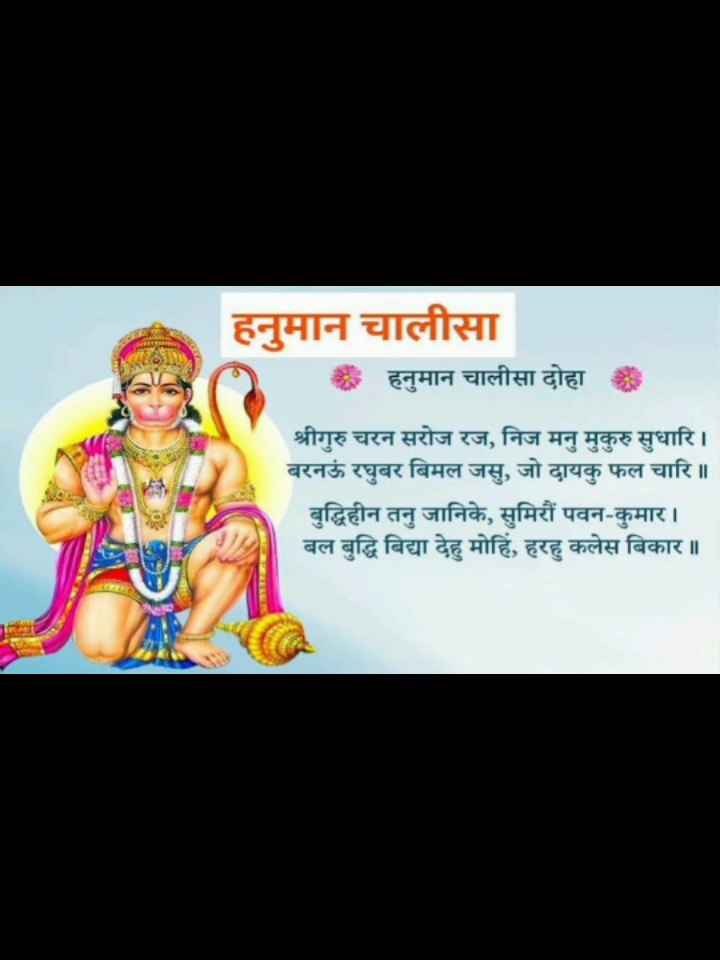 हनुमान चालीसा
हनुमान चालीसा दोहा
श्रीगुरु चरन सरोज रज, निज मनु मुकुरु सुधारि।
बरनऊं रघुबर बिमल जसु, जो दायकु फल चारि॥
बुद्धिहीन तनु जानिके, सुमिरौं पवन-कुमार।
बल बुद्धि बिद्या देहु मोहिं, हरहु कलेस बिकार॥